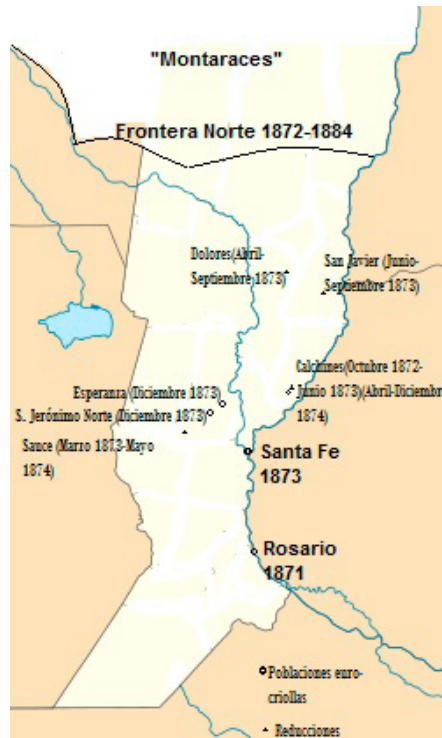 "Montaraces"
Frontera Norte 1872-1884
Dolores(Abril-
Septiembre 1873)
San Javier (Junio-
Septiembre 1873)
Calchines(Octubre 1872-
Junio 1873)(Abril-Diciembre
1874)
Esperanza (Diciembre 1873)
S. Jerónimo Norte (Diciembre 1873)
Sauce (Marzo 1873-Mayo
1874)
Santa Fe
1873
Rosario
1871
Poblaciones euro-
criollas
Reducciones